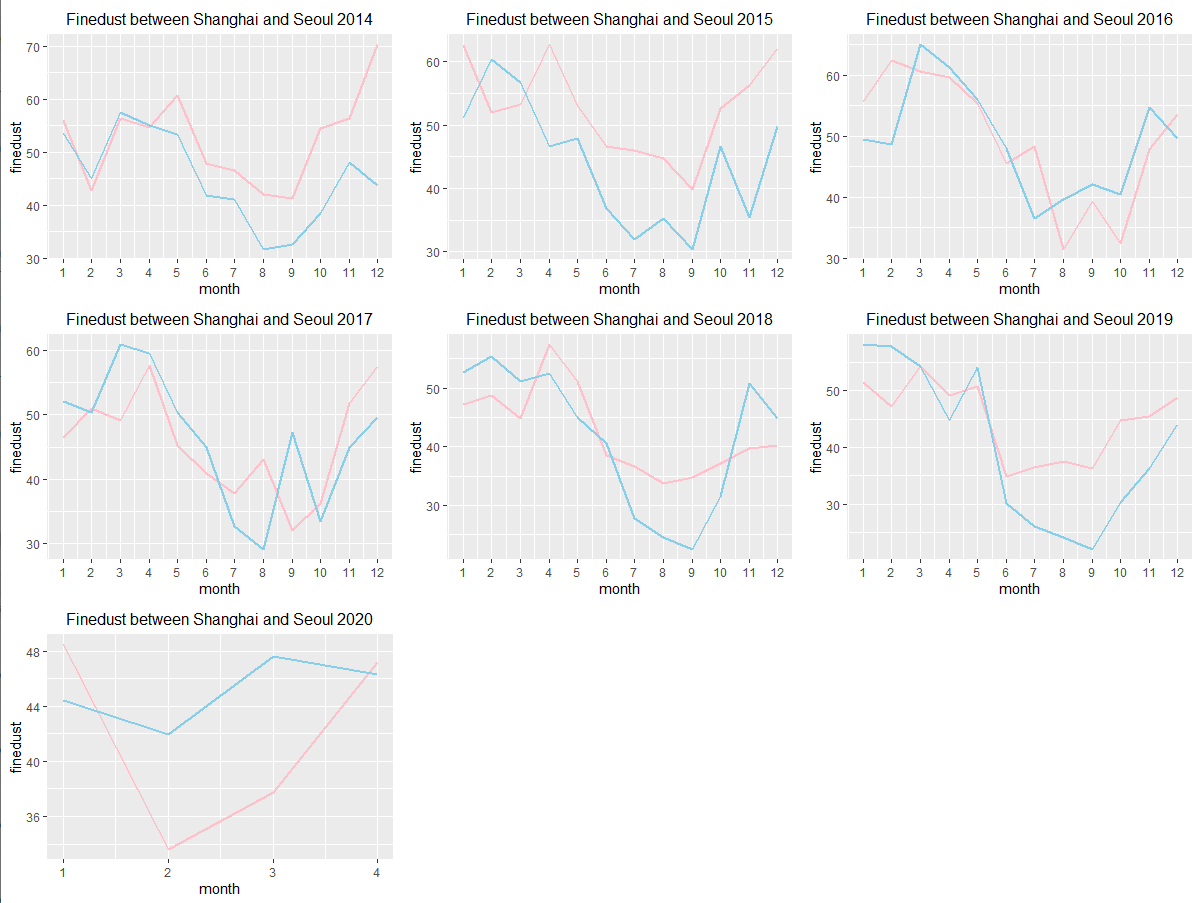 Finedust between Shanghai and Seoul 2014
finedust
70
60
50
40
30
1 2 3 4 5 6 7 8 9 10 11 12
month
Finedust between Shanghai and Seoul 2015
finedust
60
50
40
30
1 2 3 4 5 6 7 8 9 10 11 12
month
Finedust between Shanghai and Seoul 2016
finedust
60
50
40
30
1 2 3 4 5 6 7 8 9 10 11 12
month
Finedust between Shanghai and Seoul 2017
finedust
60
50
40
30
1 2 3 4 5 6 7 8 9 10 11 12
month
Finedust between Shanghai and Seoul 2018
finedust
50
40
30
1 2 3 4 5 6 7 8 9 10 11 12
month
Finedust between Shanghai and Seoul 2019
finedust
50
40
30
1 2 3 4 5 6 7 8 9 10 11 12
month
Finedust between Shanghai and Seoul 2020
finedust
48
44
40
36
1 2 3 4
month